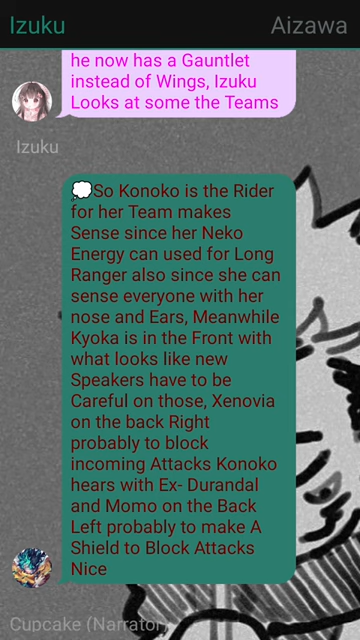 Izuku Aizawa
he now has a Gauntlet
instead of Wings, Izuku
Looks at some the Teams
Izuku
💭So Konoko is the Rider
for her Team makes
Sense since her Neko
Energy can used for Long
Ranger also since she can
sense everyone with her
nose and Ears, Meanwhile
Kyoka is in the Front with
what looks like new
Speakers have to be
Careful on those, Xenovia
on the back Right
probably to block
incoming Attacks Konoko
hears with Ex- Durandal
and Momo on the Back
Left probably to make A
Shield to Block Attacks
Nice
Cupcake (Narrator)